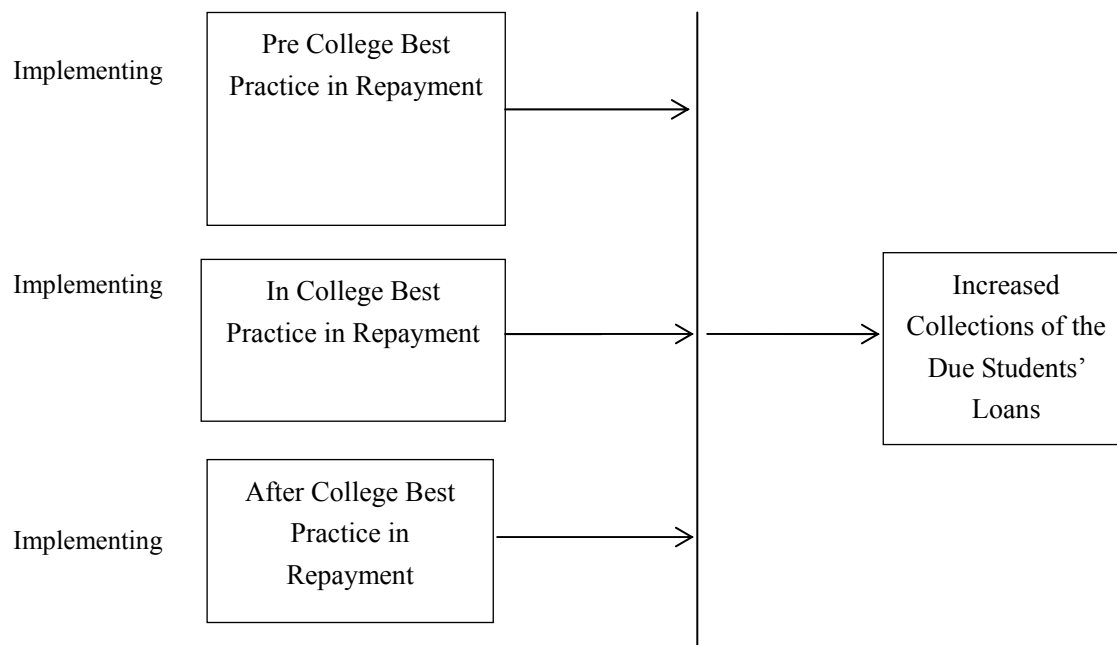 Implementing
Pre College Best
Practice in Repayment
Implementing
In College Best
Practice in Repayment
Increased
Collections of the
Due Students’
Loans
Implementing
After College Best
Practice in
Repayment